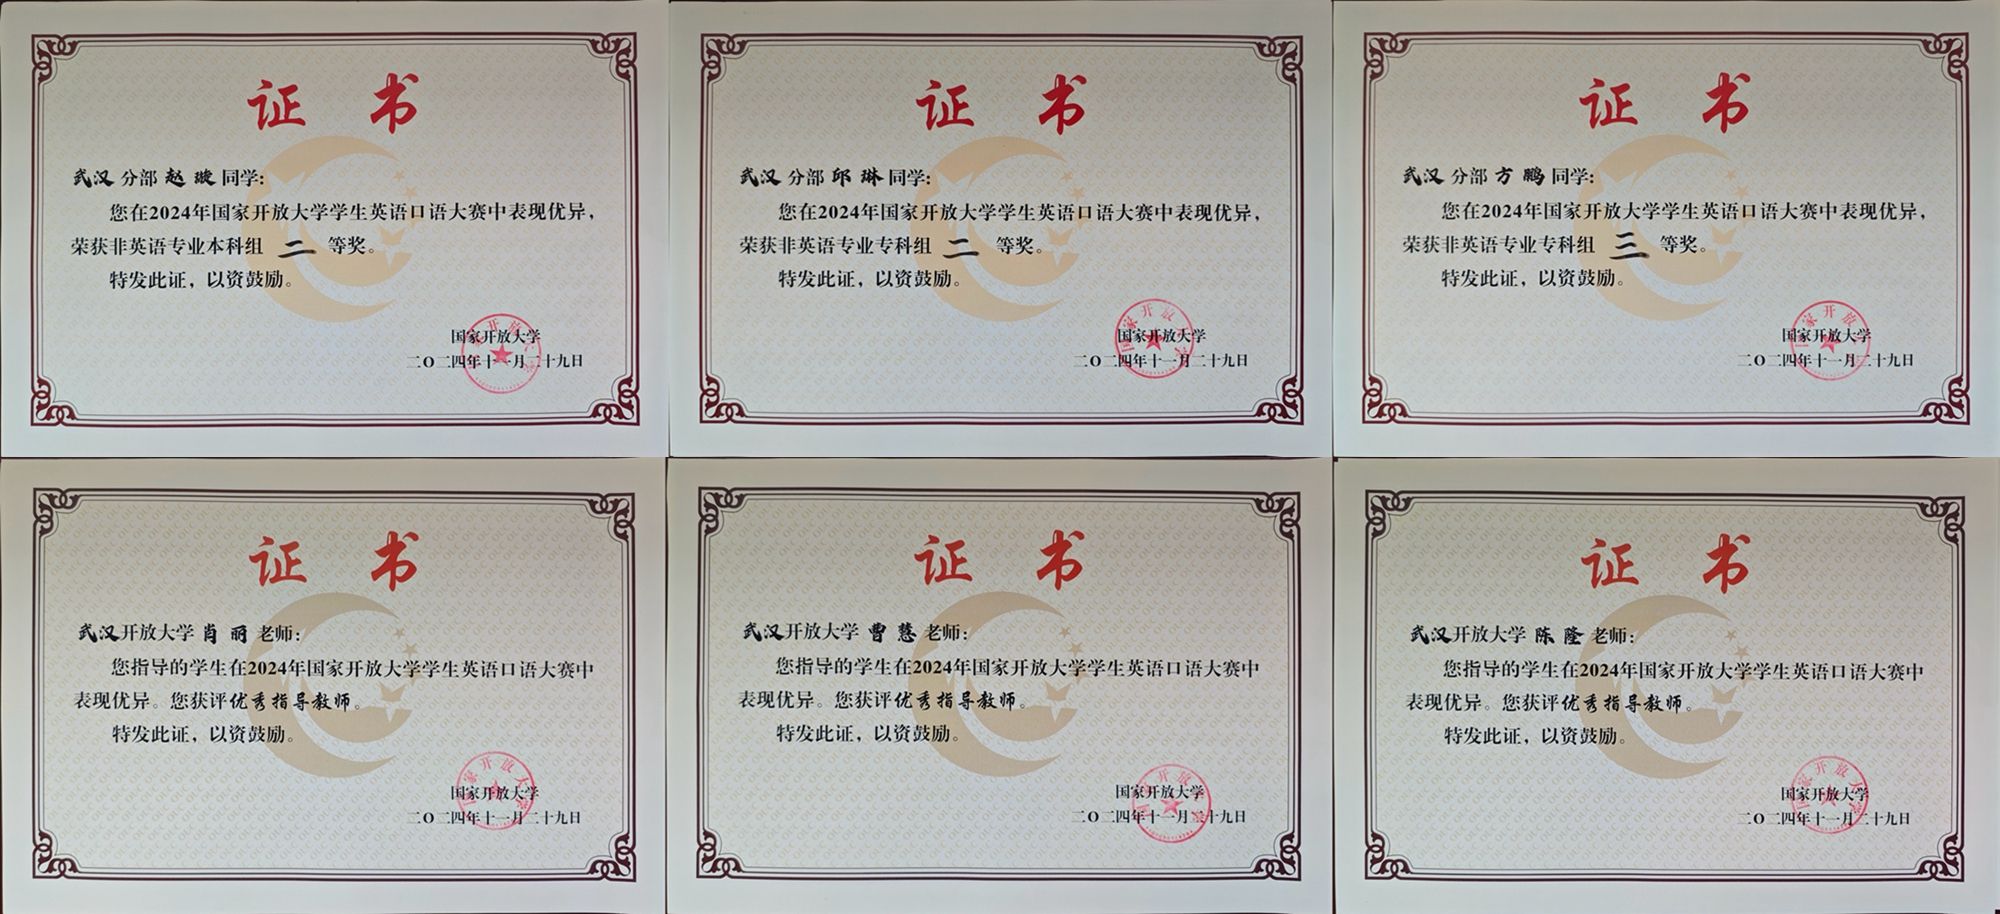 证 书
武汉 分部 赵 璇 同学:
您在2024年国家开放大学学生英语口语大赛中表现优异，
荣获非英语专业本科组 二 等奖。
特发此证，以资鼓励。
国家开放大学
二〇二四年十一月二十九日
证 书
武汉 分部 邱 琳 同学:
您在2024年国家开放大学学生英语口语大赛中表现优异，
荣获非英语专业专科组 二 等奖。
特发此证，以资鼓励。
国家开放大学
二〇二四年十一月二十九日
证 书
武汉 分部 方 鹏 同学:
您在2024年国家开放大学学生英语口语大赛中表现优异，
荣获非英语专业专科组 三 等奖。
特发此证，以资鼓励。
国家开放大学
二〇二四年十一月二十九日
证 书
武汉开放大学 肖 丽 老师:
您指导的学生在2024年国家开放大学学生英语口语大赛中
表现优异。您获评优秀指导教师。
特发此证，以资鼓励。
国家开放大学
二〇二四年十一月二十九日
证 书
武汉开放大学 曹 慧 老师:
您指导的学生在2024年国家开放大学学生英语口语大赛中
表现优异。您获评优秀指导教师。
特发此证，以资鼓励。
国家开放大学
二〇二四年十一月二十九日
证 书
武汉开放大学 陈 隆 老师:
您指导的学生在2024年国家开放大学学生英语口语大赛中
表现优异。您获评优秀指导教师。
特发此证，以资鼓励。
国家开放大学
二〇二四年十一月二十九日